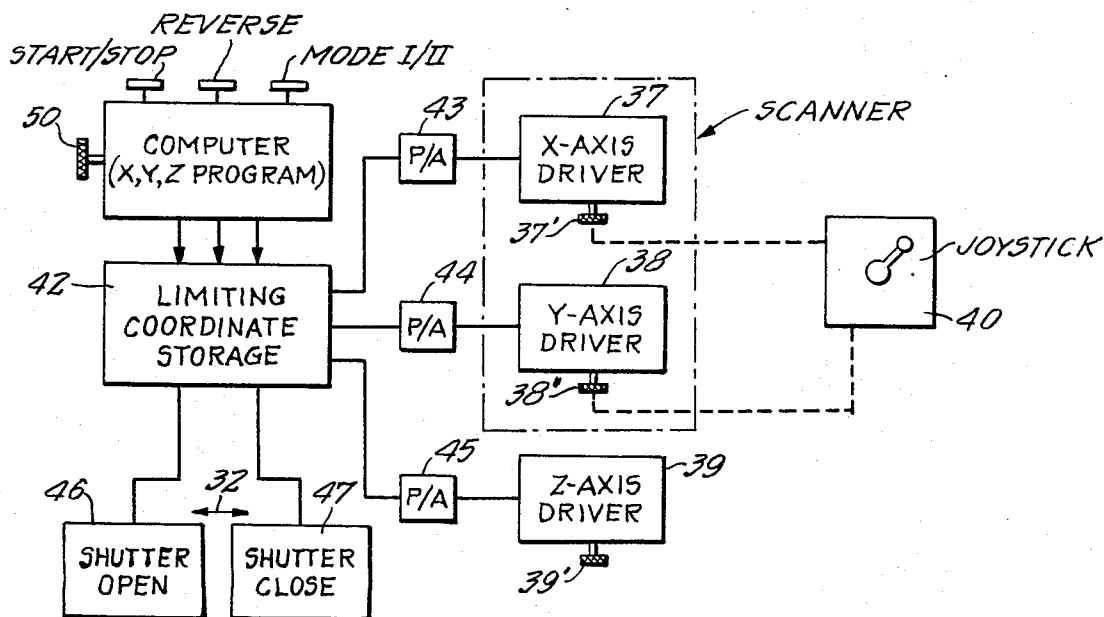 REVERSE
START/STOP
MODE I/II
50
COMPUTER
(X,Y,Z PROGRAM)
43
P/A
37
X-AXIS
DRIVER
37'
SCANNER
42
LIMITING
COORDINATE
STORAGE
44
P/A
38
Y-AXIS
DRIVER
38"
JOYSTICK
40
45
P/A
39
Z-AXIS
DRIVER
39'
46
SHUTTER
OPEN
32
47
SHUTTER
CLOSE